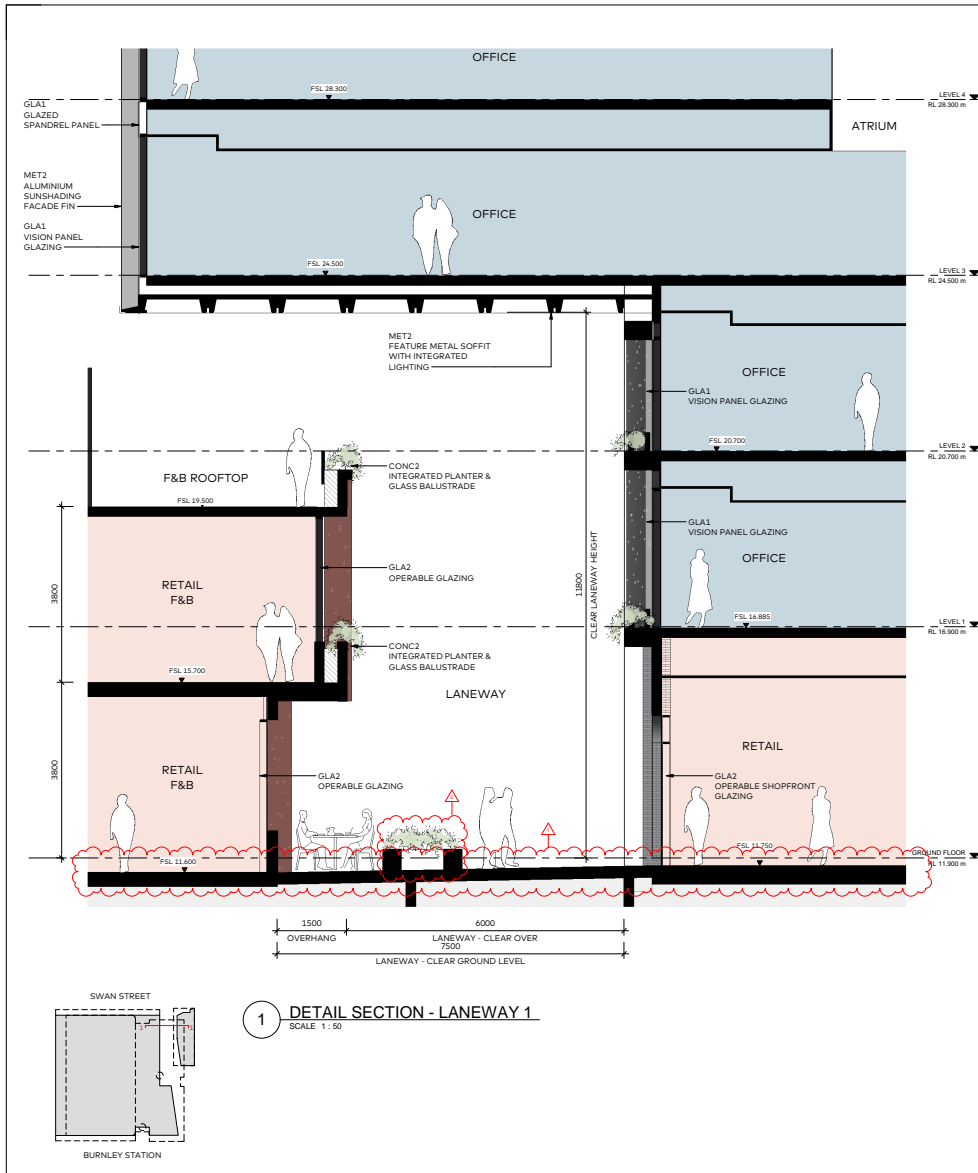 OFFICE
FSL 28.300
LEVEL 4
RL 28.300 m
GLA1
GLAZED
SPANDREL PANEL
ATRIUM
MET2
ALUMINIUM
SUNSHADING
FACADE FIN
OFFICE
GLA1
VISION PANEL
GLAZING
FSL 24.500
LEVEL 3
RL 24.500 m
MET2
FEATURE METAL SOFFIT
WITH INTEGRATED
LIGHTING
OFFICE
GLA1
VISION PANEL GLAZING
FSL 20.700
LEVEL 2
RL 20.700 m
F&B ROOFTOP
CONC2
INTEGRATED PLANTER &
GLASS BALUSTRADE
FSL 19.500
GLA1
VISION PANEL GLAZING
OFFICE
3800
RETAIL
F&B
GLA2
OPERABLE GLAZING
11800
CLEAR LANEWAY HEIGHT
FSL 16.885
LEVEL 1
RL 16.900 m
CONC2
INTEGRATED PLANTER &
GLASS BALUSTRADE
FSL 15.700
LANEWAY
RETAIL
3800
RETAIL
F&B
GLA2
OPERABLE GLAZING
GLA2
OPERABLE SHOPFRONT
GLAZING
FSL 11.600
FSL 11.750
GROUND FLOOR
RL 11.900 m
1500
6000
OVERHANG
LANEWAY - CLEAR OVER
7500
LANEWAY - CLEAR GROUND LEVEL
SWAN STREET
1
1
BURNLEY STATION
1
DETAIL SECTION - LANEWAY 1
SCALE 1 : 50